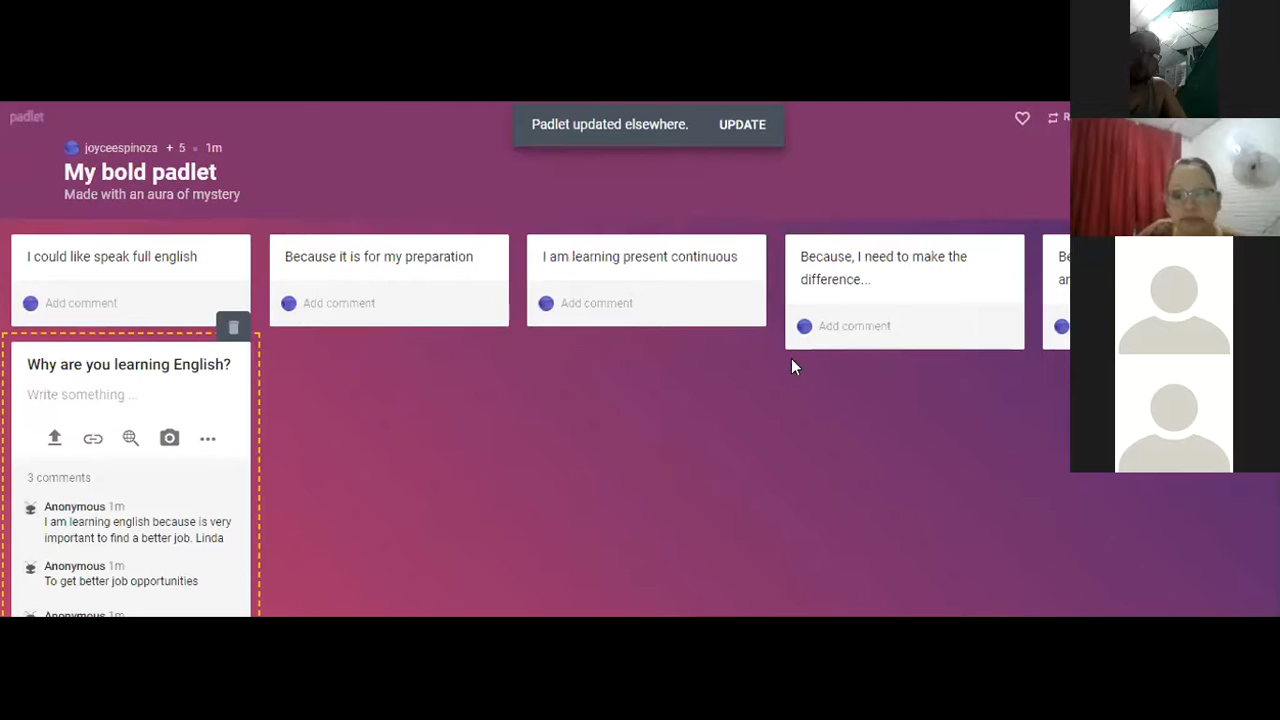 padlet
Padlet updated elsewhere. UPDATE
joyceespinoza + 5 • 1m
R
My bold padlet
Made with an aura of mystery
I could like speak full english
Add comment
Because it is for my preparation
Add comment
I am learning present continuous
Add comment
Because, I need to make the
difference...
Add comment
Why are you learning English?
Write something ...
3 comments
Anonymous 1m
I am learning english because is very
important to find a better job. Linda
Anonymous 1m
To get better job opportunities
Anonymous 1m